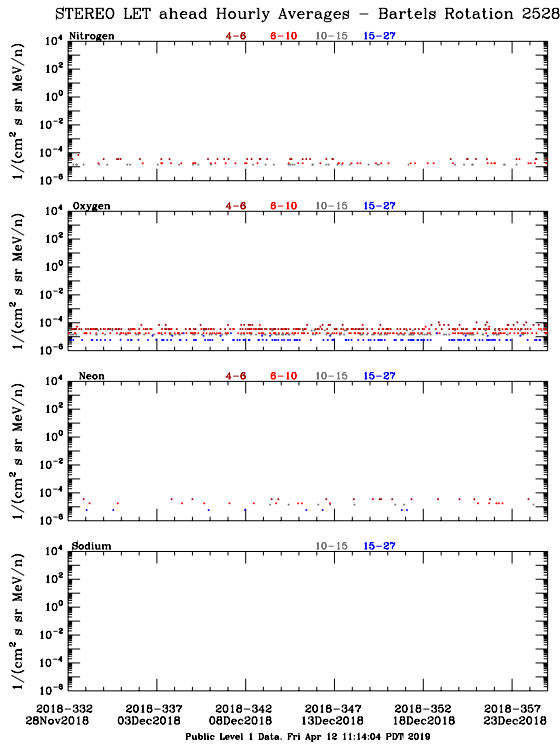 STEREO LET ahead Hourly Averages – Bartels Rotation 2528
Nitrogen 4-6 6-10 10-15 15-27
10^4
10^2
10^0
10^-2
10^-4
10^-6
1/(cm^2 s sr MeV/n)
Oxygen 4-6 6-10 10-15 15-27
10^4
10^2
10^0
10^-2
10^-4
10^-6
1/(cm^2 s sr MeV/n)
Neon 4-6 6-10 10-15 15-27
10^4
10^2
10^0
10^-2
10^-4
10^-6
1/(cm^2 s sr MeV/n)
Sodium 10-15 15-27
10^4
10^2
10^0
10^-2
10^-4
10^-6
1/(cm^2 s sr MeV/n)
2018-332 2018-337 2018-342 2018-347 2018-352 2018-357
28Nov2018 03Dec2018 08Dec2018 13Dec2018 18Dec2018 23Dec2018
Public Level 1 Data. Fri Apr 12 11:14:04 PDT 2019